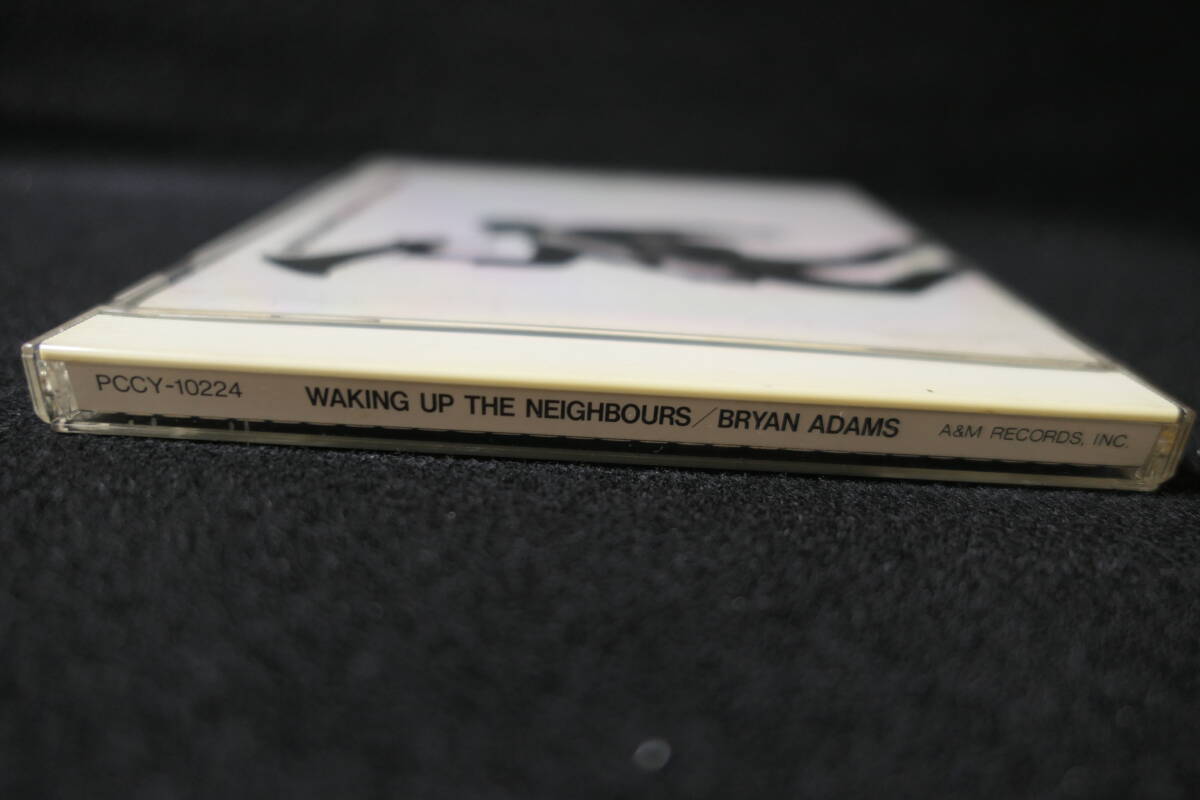 PCCY-10224 WAKING UP THE NEIGHBOURS/BRYAN ADAMS A&M RECORDS, INC.